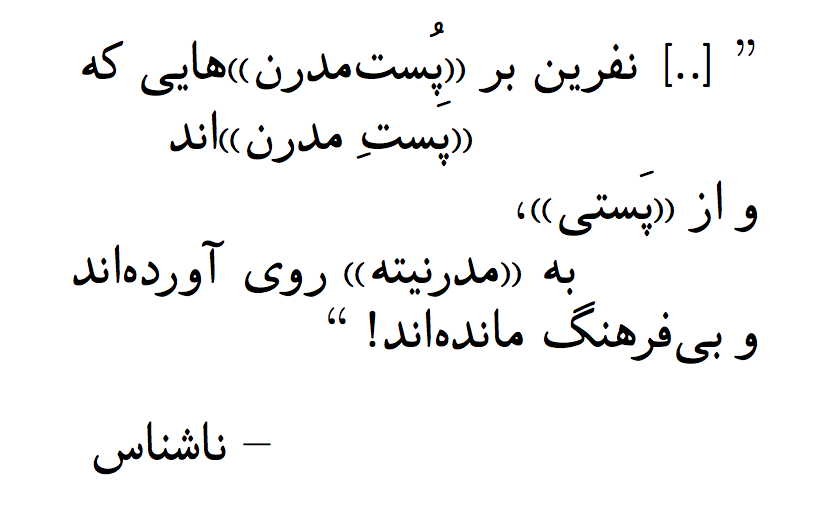 ” [..] نفرین بر ((پُست‌مدرن))هایی که
((پَستِ مدرن))اند
و از ((پَستی))،
به ((مدرنیته)) روی آورده‌اند
و بی‌فرهنگ مانده‌اند! “
– ناشناس